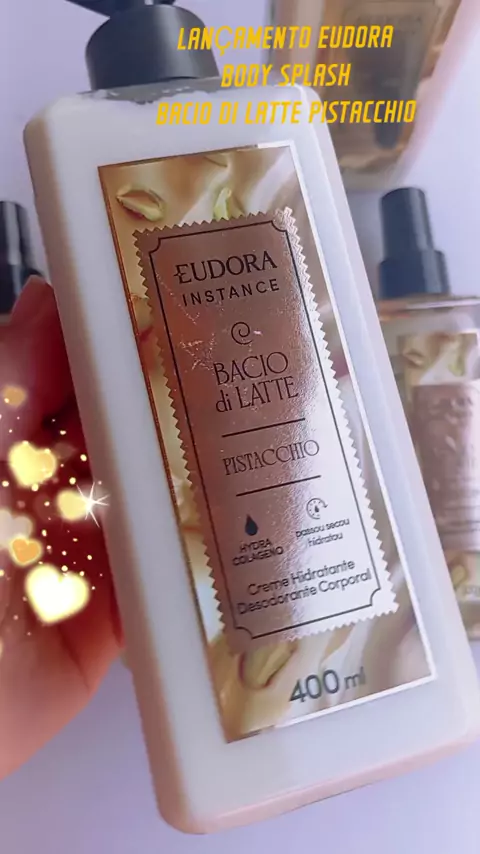 LANÇAMENTO EUDORA
BODY SPLASH
BACIO DI LATTE PISTACCHIO
EUDORA
INSTANCE
BACIO
di LATTE
PISTACCHIO
HYDRA
COLÁGENO
passou secou
hidratou
Creme Hidratante
Desodorante Corporal
400 ml
EUDORA